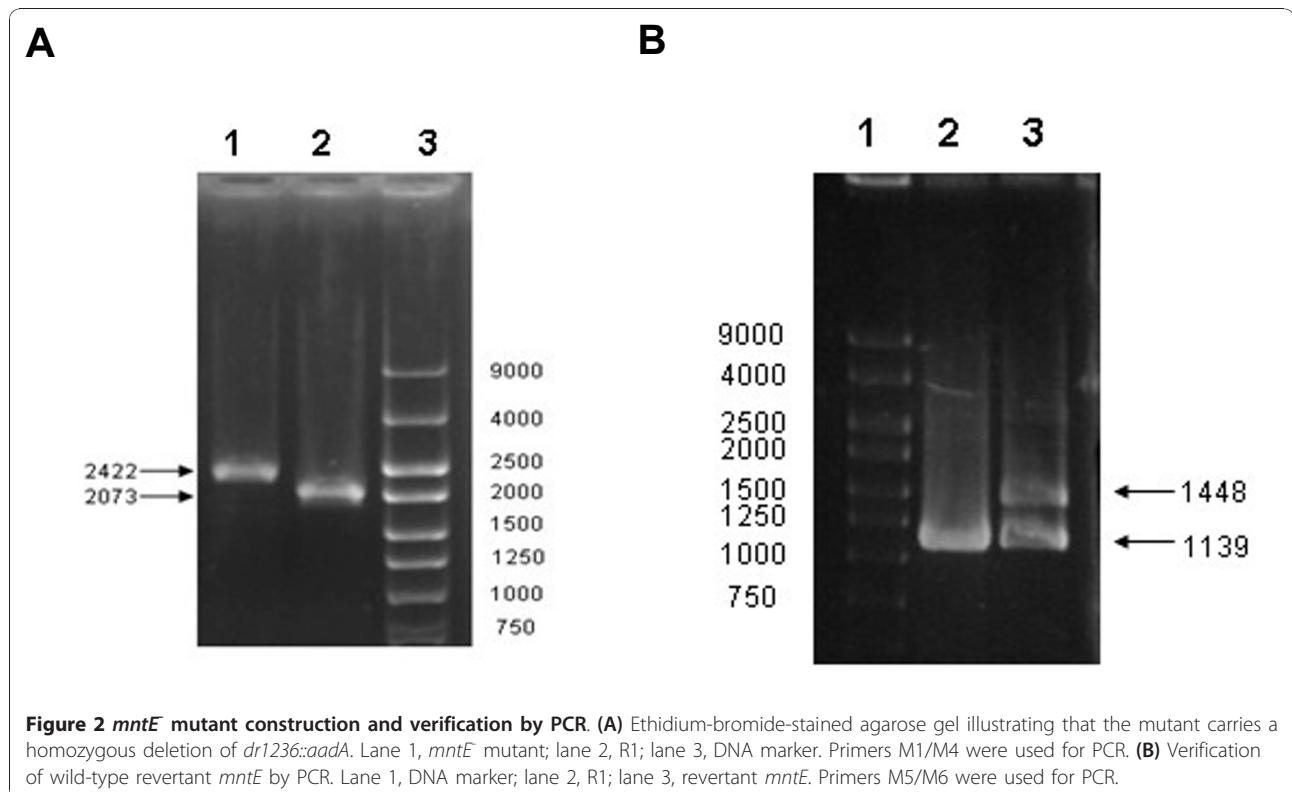 A
1 2 3
9000
4000
2500
2422
2000
2073
1500
1250
1000
750
B
1 2 3
9000
4000
2500
2000
1500
1448
1250
1139
1000
750
Figure 2 mntE⁻ mutant construction and verification by PCR. (A) Ethidium-bromide-stained agarose gel illustrating that the mutant carries a
homozygous deletion of dr1236::aadA. Lane 1, mntE⁻ mutant; lane 2, R1; lane 3, DNA marker. Primers M1/M4 were used for PCR. (B) Verification
of wild-type revertant mntE by PCR. Lane 1, DNA marker; lane 2, R1; lane 3, revertant mntE. Primers M5/M6 were used for PCR.